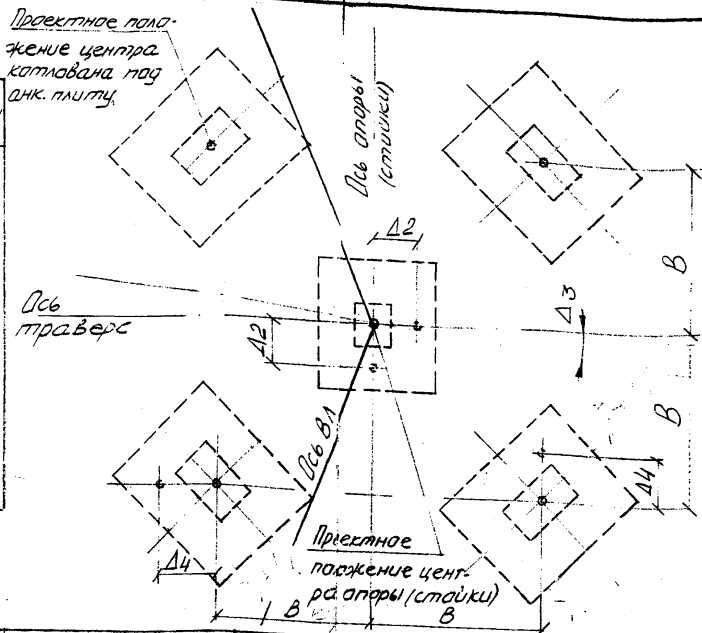 Проектное поло-
жение центра
котлована под
анк. плиту
Ось опоры
(стойки)
Δ2
В
Ось
траверс
Δ2
Δ3
Ось ВЛ
В
Δ4
Проектное
положение цент-
ра опоры (стойки)
Δ4
В
В